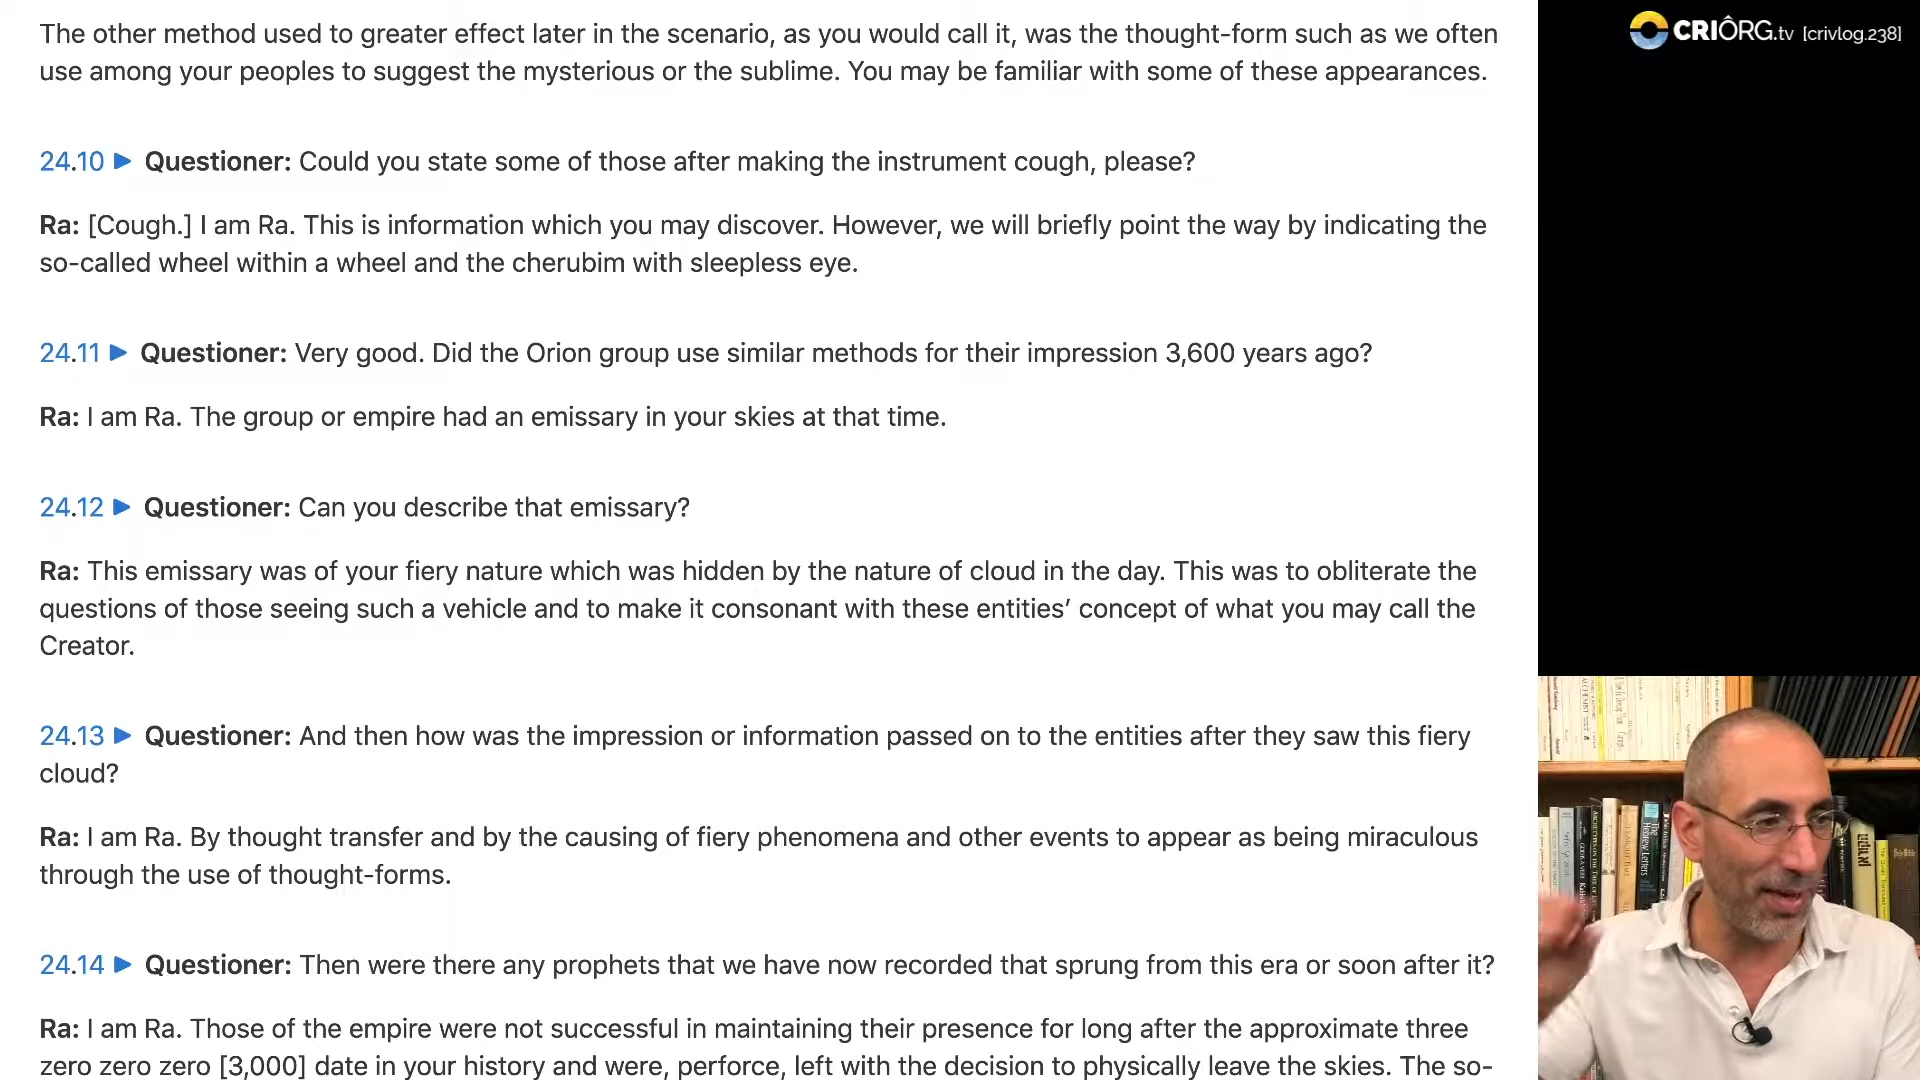 The other method used to greater effect later in the scenario, as you would call it, was the thought-form such as we often
use among your peoples to suggest the mysterious or the sublime. You may be familiar with some of these appearances.
24.10 ▶ Questioner: Could you state some of those after making the instrument cough, please?
Ra: [Cough.] I am Ra. This is information which you may discover. However, we will briefly point the way by indicating the
so-called wheel within a wheel and the cherubim with sleepless eye.
24.11 ▶ Questioner: Very good. Did the Orion group use similar methods for their impression 3,600 years ago?
Ra: I am Ra. The group or empire had an emissary in your skies at that time.
24.12 ▶ Questioner: Can you describe that emissary?
Ra: This emissary was of your fiery nature which was hidden by the nature of cloud in the day. This was to obliterate the
questions of those seeing such a vehicle and to make it consonant with these entities’ concept of what you may call the
Creator.
24.13 ▶ Questioner: And then how was the impression or information passed on to the entities after they saw this fiery
cloud?
Ra: I am Ra. By thought transfer and by the causing of fiery phenomena and other events to appear as being miraculous
through the use of thought-forms.
24.14 ▶ Questioner: Then were there any prophets that we have now recorded that sprung from this era or soon after it?
Ra: I am Ra. Those of the empire were not successful in maintaining their presence for long after the approximate three
zero zero zero [3,000] date in your history and were, perforce, left with the decision to physically leave the skies. The so-
CRIÔRG.tv [crivlog.238]
The Hebrew Letters